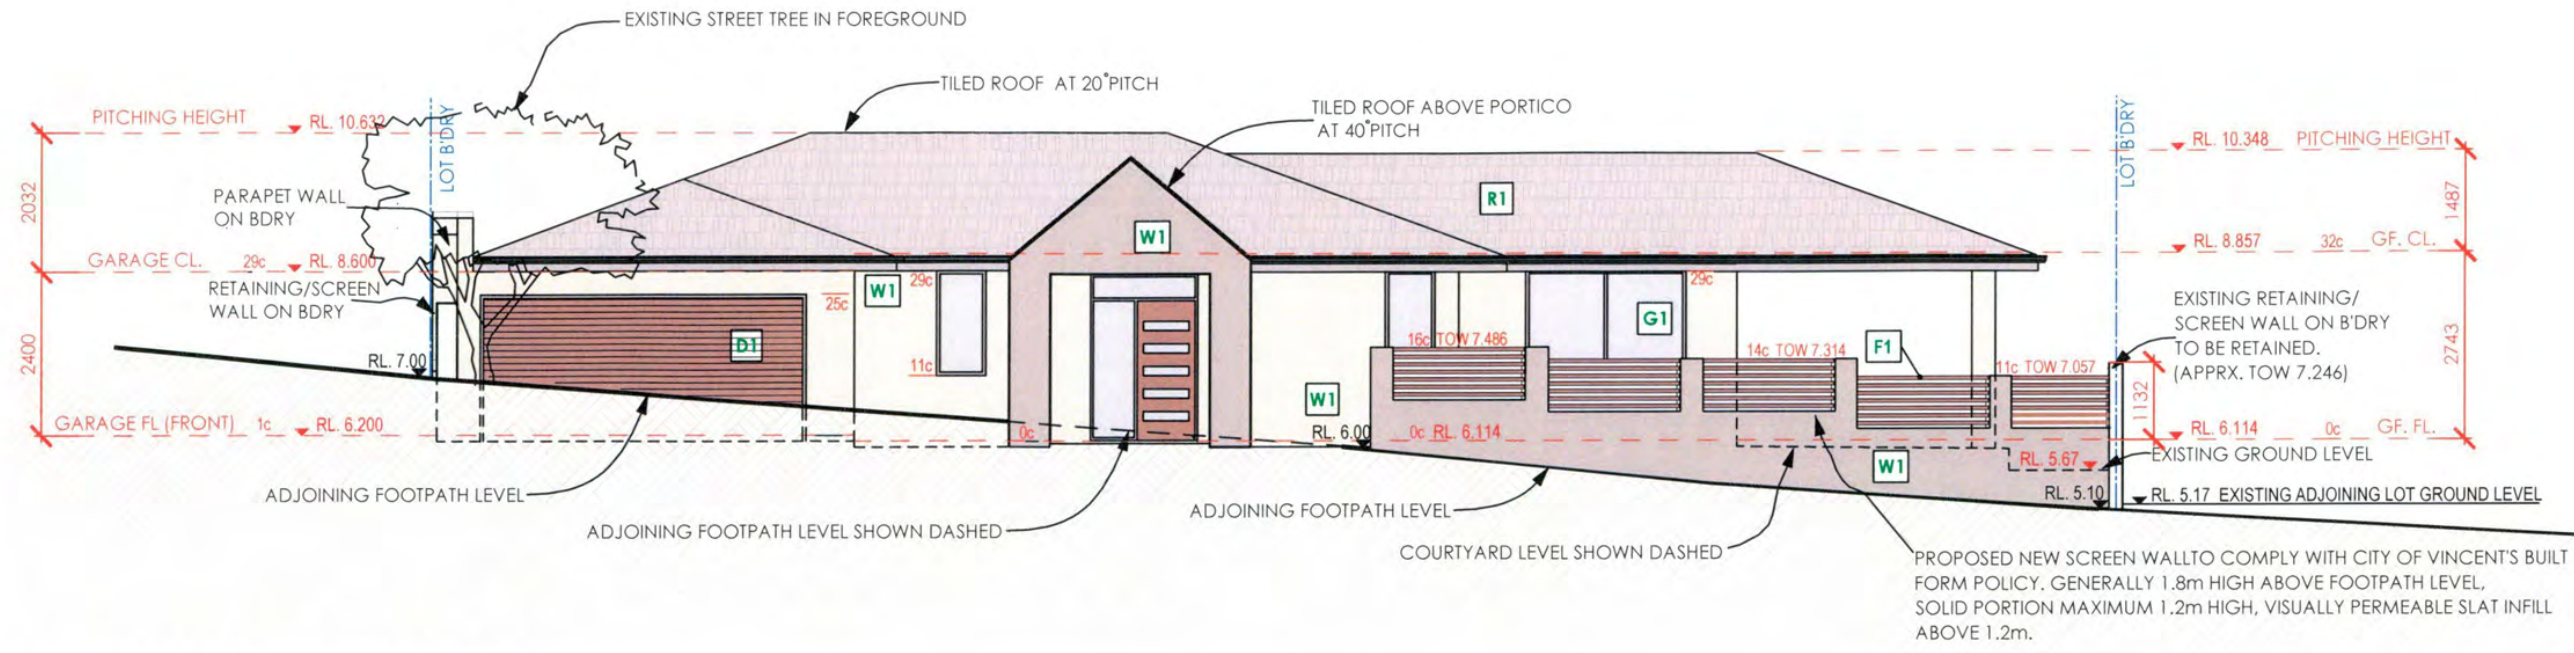 EXISTING STREET TREE IN FOREGROUND
TILED ROOF AT 20°PITCH
TILED ROOF ABOVE PORTICO
AT 40°PITCH
PITCHING HEIGHT
RL. 10.632
LOT B'DRY
LOT B'DRY
RL. 10.348
PITCHING HEIGHT
2032
PARAPET WALL
ON BDRY
R1
W1
1487
GARAGE CL.
29c
RL. 8.600
RL. 8.857
32c
GF. CL.
RETAINING/SCREEN
WALL ON BDRY
25c
W1
29c
29c
G1
EXISTING RETAINING/
SCREEN WALL ON B'DRY
TO BE RETAINED.
(APPRX. TOW 7.246)
2400
RL. 7.00
D1
11c
16c TOW 7.486
14c TOW 7.314
F1
11c TOW 7.057
2743
1132
W1
GARAGE FL (FRONT)
1c
RL. 6.200
0c
RL. 6.00
0c RL. 6.114
RL. 6.114
0c
GF. FL.
W1
RL. 5.67
EXISTING GROUND LEVEL
RL. 5.10
RL. 5.17 EXISTING ADJOINING LOT GROUND LEVEL
ADJOINING FOOTPATH LEVEL
ADJOINING FOOTPATH LEVEL SHOWN DASHED
ADJOINING FOOTPATH LEVEL
COURTYARD LEVEL SHOWN DASHED
PROPOSED NEW SCREEN WALLTO COMPLY WITH CITY OF VINCENT'S BUILT
FORM POLICY. GENERALLY 1.8m HIGH ABOVE FOOTPATH LEVEL,
SOLID PORTION MAXIMUM 1.2m HIGH, VISUALLY PERMEABLE SLAT INFILL
ABOVE 1.2m.